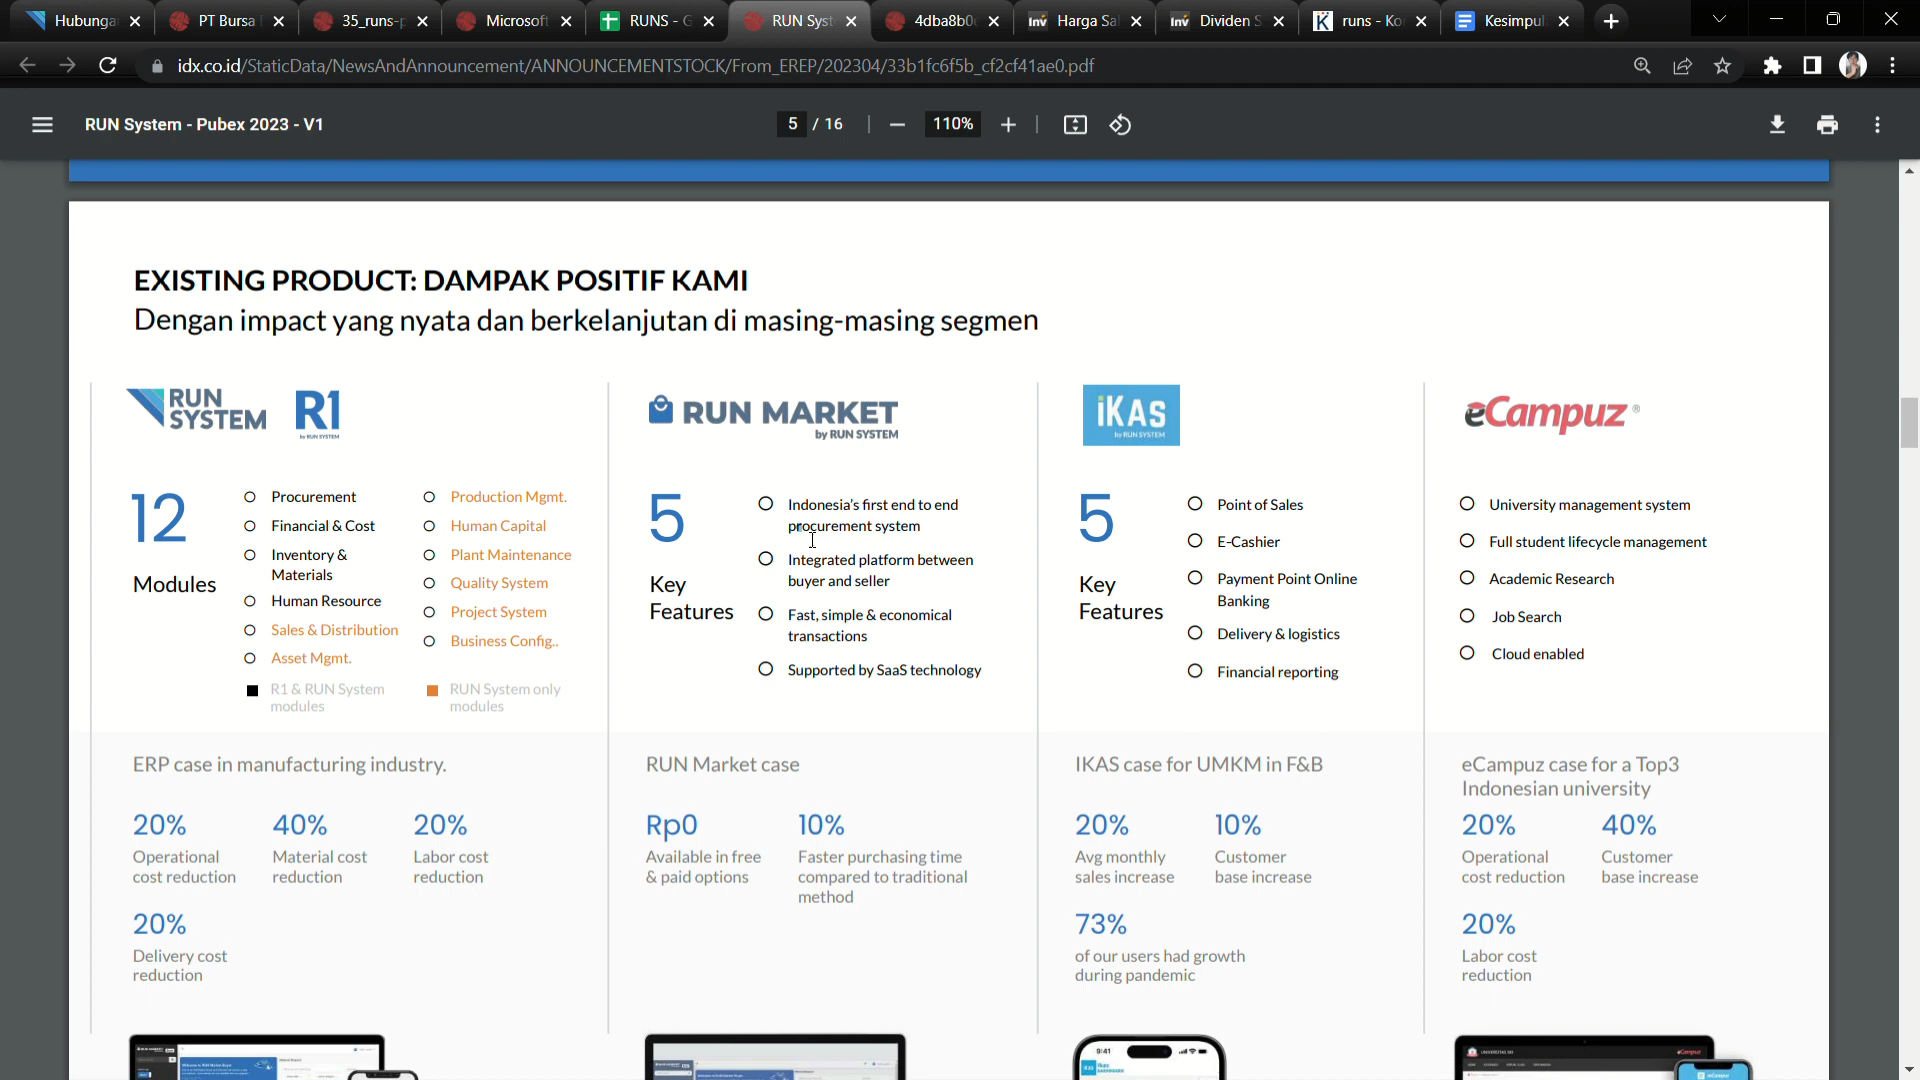 Hubunga
PT Bursa
35_runs-p
Microsoft
RUNS - G
RUN Syst
4dba8b0
Harga Sa
Dividen S
runs - Ko
Kesimpul
idx.co.id/StaticData/NewsAndAnnouncement/ANNOUNCEMENTSTOCK/From_EREP/202304/33b1fc6f5b_cf2cf41ae0.pdf
RUN System - Pubex 2023 - V1
5 / 16
110%
EXISTING PRODUCT: DAMPAK POSITIF KAMI
Dengan impact yang nyata dan berkelanjutan di masing-masing segmen
RUN
SYSTEM
R1
by RUN SYSTEM
12
Modules
Procurement
Financial & Cost
Inventory &
Materials
Human Resource
Sales & Distribution
Asset Mgmt.
Production Mgmt.
Human Capital
Plant Maintenance
Quality System
Project System
Business Config..
R1 & RUN System
modules
RUN System only
modules
ERP case in manufacturing industry.
20%
Operational
cost reduction
40%
Material cost
reduction
20%
Labor cost
reduction
20%
Delivery cost
reduction
RUN MARKET
by RUN SYSTEM
5
Key
Features
Indonesia's first end to end
procurement system
Integrated platform between
buyer and seller
Fast, simple & economical
transactions
Supported by SaaS technology
RUN Market case
Rp0
Available in free
& paid options
10%
Faster purchasing time
compared to traditional
method
iKAS
by RUN SYSTEM
5
Key
Features
Point of Sales
E-Cashier
Payment Point Online
Banking
Delivery & logistics
Financial reporting
IKAS case for UMKM in F&B
20%
Avg monthly
sales increase
10%
Customer
base increase
73%
of our users had growth
during pandemic
9:41
eCampuz ®
University management system
Full student lifecycle management
Academic Research
Job Search
Cloud enabled
eCampuz case for a Top3
Indonesian university
20%
Operational
cost reduction
40%
Customer
base increase
20%
Labor cost
reduction